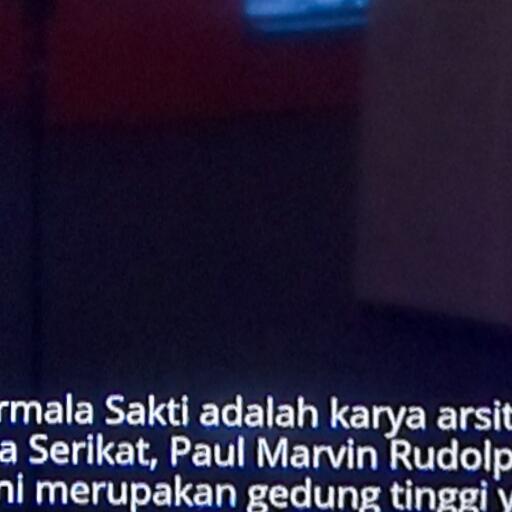 rmala Sakti adalah karya arsit
a Serikat, Paul Marvin Rudolp
ni merupakan gedung tinggi y